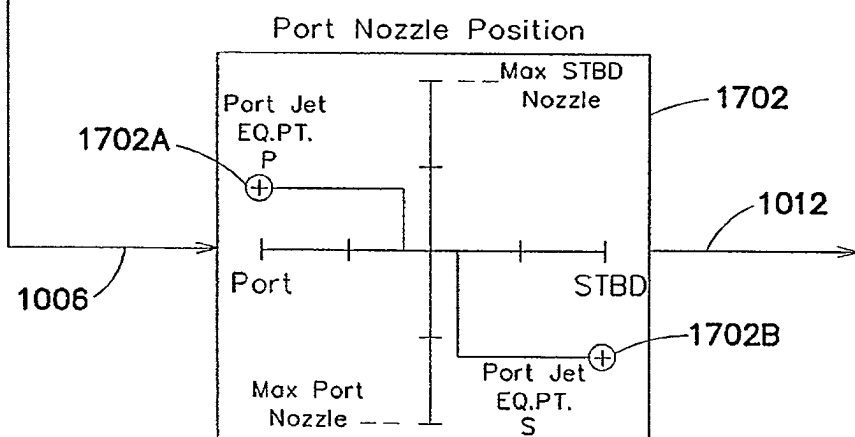 Port Nozzle Position
Max STBD
Nozzle
1702
Port Jet
EQ.PT.
P
1702A
1012
1006
Port
STBD
1702B
Port Jet
EQ.PT.
S
Max Port
Nozzle